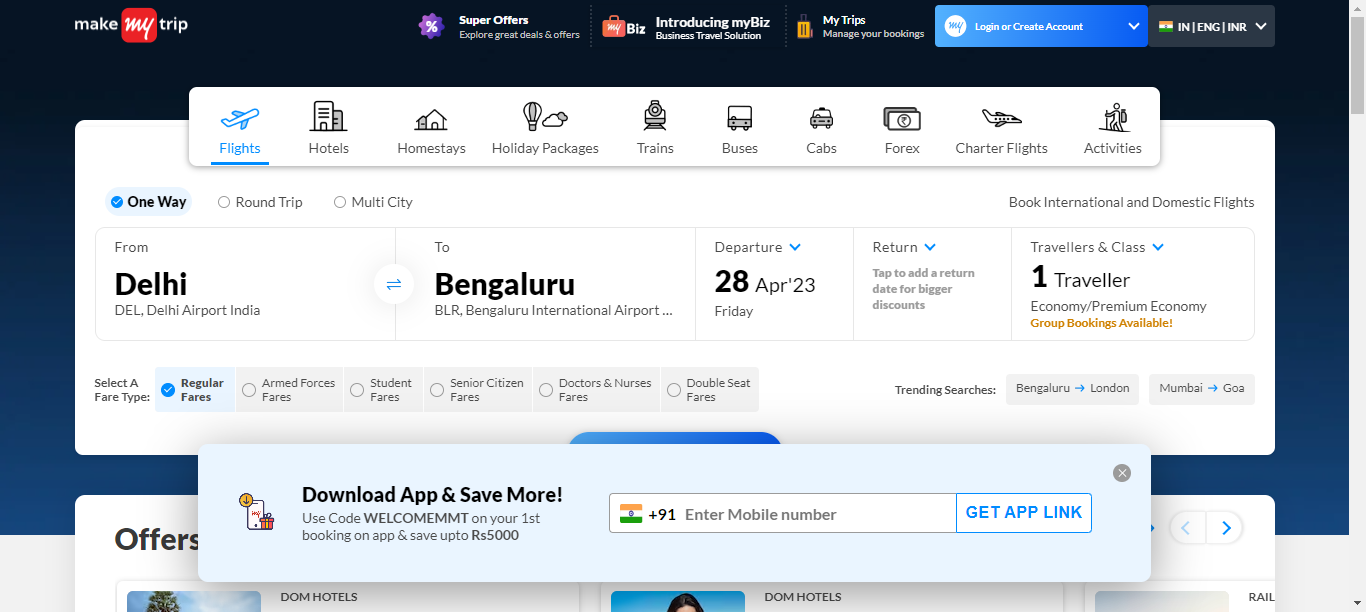 make my trip
%
Super Offers
Explore great deals & offers
my Biz
Introducing myBiz
Business Travel Solution
My Trips
Manage your bookings
my
Login or Create Account
IN | ENG | INR
Flights
Hotels
Homestays
Holiday Packages
Trains
Buses
Cabs
₹
Forex
Charter Flights
Activities
One Way
Round Trip
Multi City
Book International and Domestic Flights
From
Delhi
DEL, Delhi Airport India
To
Bengaluru
BLR, Bengaluru International Airport ...
Departure
28 Apr'23
Friday
Return
Tap to add a return
date for bigger
discounts
Travellers & Class
1 Traveller
Economy/Premium Economy
Group Bookings Available!
Select A
Fare Type:
Regular
Fares
Armed Forces
Fares
Student
Fares
Senior Citizen
Fares
Doctors & Nurses
Fares
Double Seat
Fares
Trending Searches:
Bengaluru → London
Mumbai → Goa
my
Download App & Save More!
Use Code WELCOMEMMT on your 1st
booking on app & save upto Rs5000
+91 Enter Mobile number
GET APP LINK
Offers
DOM HOTELS
DOM HOTELS
RAIL